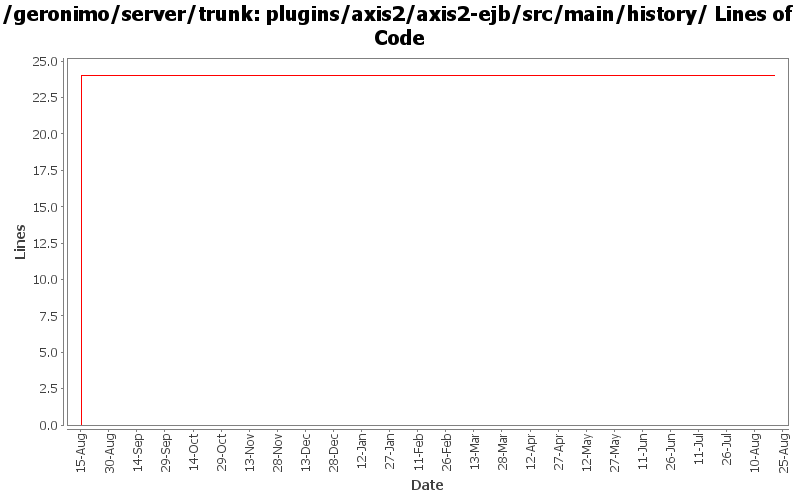 /geronimo/server/trunk: plugins/axis2/axis2-ejb/src/main/history/ Lines of
Code
25.0
22.5
20.0
17.5
15.0
12.5
10.0
7.5
5.0
2.5
0.0
Lines
15-Aug
30-Aug
14-Sep
29-Sep
14-Oct
29-Oct
13-Nov
28-Nov
13-Dec
28-Dec
12-Jan
27-Jan
11-Feb
26-Feb
13-Mar
28-Mar
12-Apr
27-Apr
12-May
27-May
11-Jun
26-Jun
11-Jul
26-Jul
10-Aug
25-Aug
Date